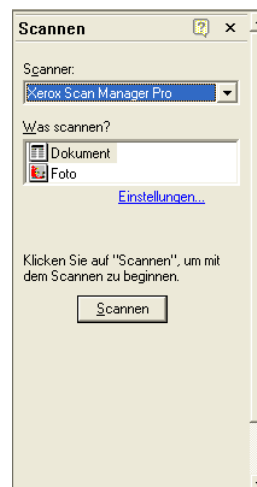 Scannen
Scanner:
Xerox Scan Manager Pro
Was scannen?
Dokument
Foto
Einstellungen...
Klicken Sie auf "Scannen", um mit
dem Scannen zu beginnen.
Scannen